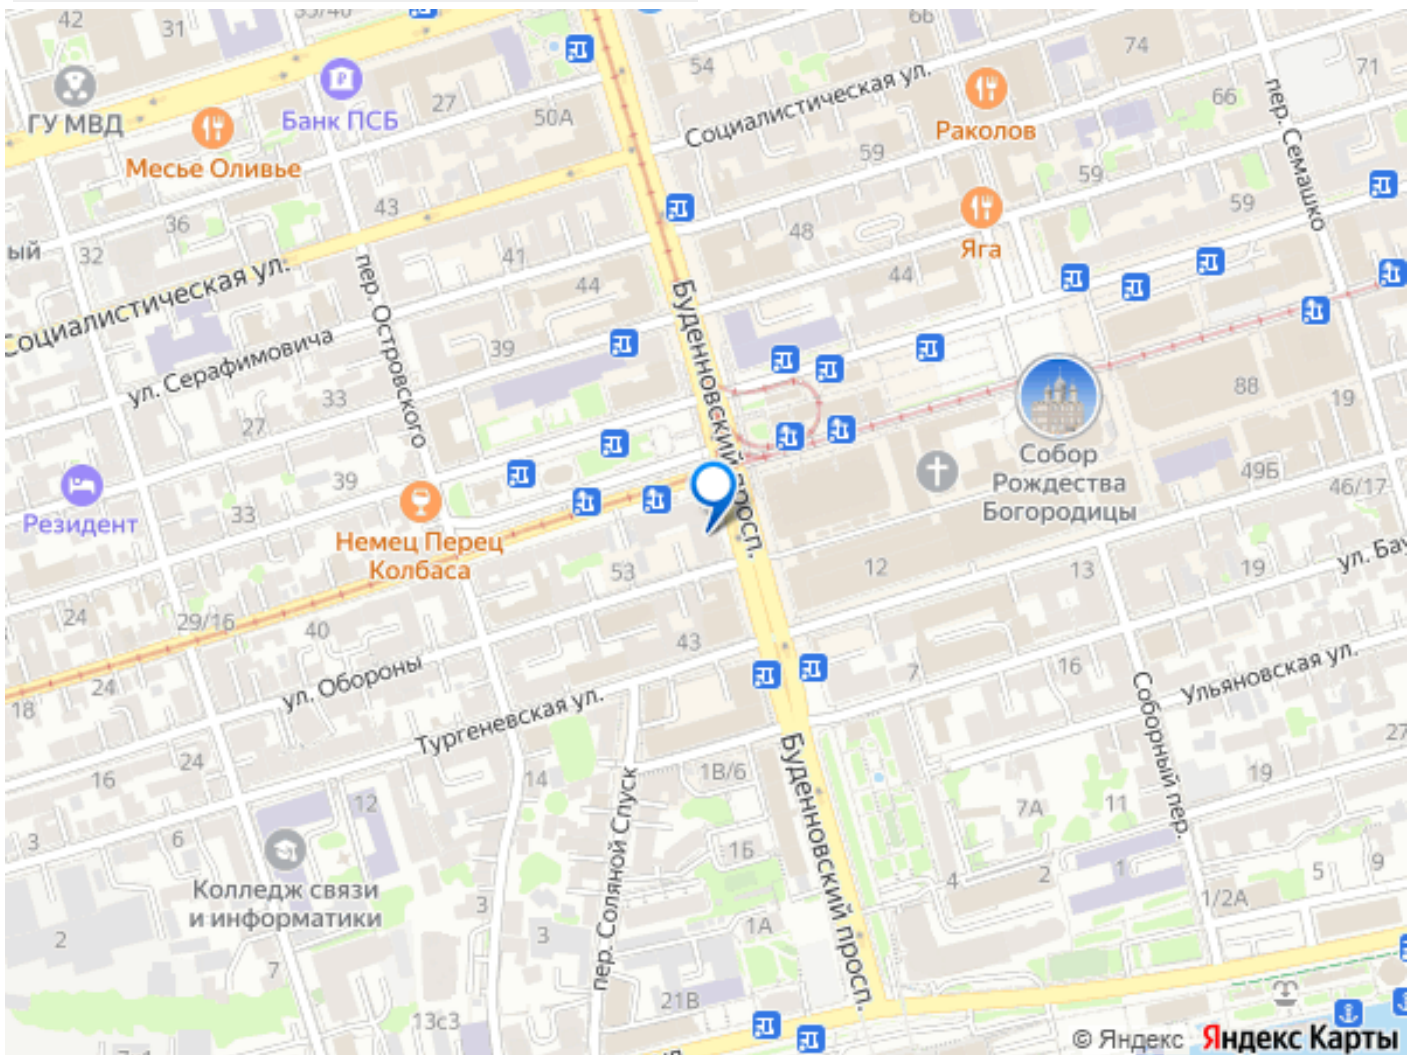 42
31
35/40
66
74
54
71
Социалистическая ул.
ГУ МВД
Банк ПСБ
27
50А
Раколов
66
пер. Семашко
Месье Оливье
59
59
43
36
48
59
ый
32
41
Яга
44
44
Социалистическая ул.
пер. Островского
Буденновский просп.
ул. Серафимовича
39
33
88
19
27
Собор
Рождества
Богородицы
49Б
46/17
39
Резидент
33
Немец Перец
Колбаса
53
12
13
19
ул. Бау
24
29/16
40
43
7
16
Ульяновская ул.
ул. Обороны
24
18
Тургеневская ул.
Соборный пер.
27
24
16
14
1В/6
Буденновский просп.
19
12
7А
11
3
6
пер. Соляной Спуск
1Б
4
2
1
5
9
Колледж связи
и информатики
3
1/2А
2
3
1А
7
21В
13с3
© Яндекс Яндекс Карты